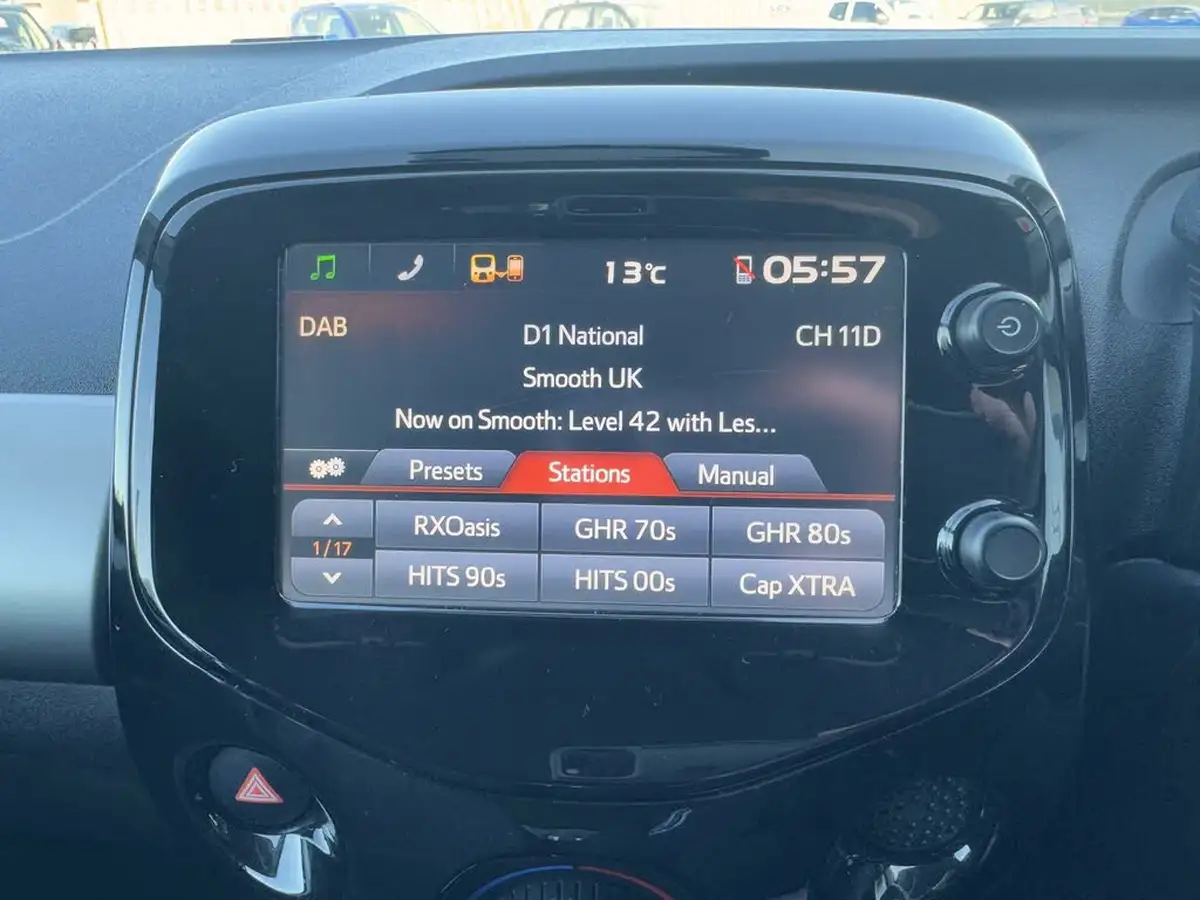 13°C 05:57
DAB D1 National CH 11D
Smooth UK
Now on Smooth: Level 42 with Les...
Presets Stations Manual
RXOasis GHR 70s GHR 80s
1/17
HITS 90s HITS 00s Cap XTRA